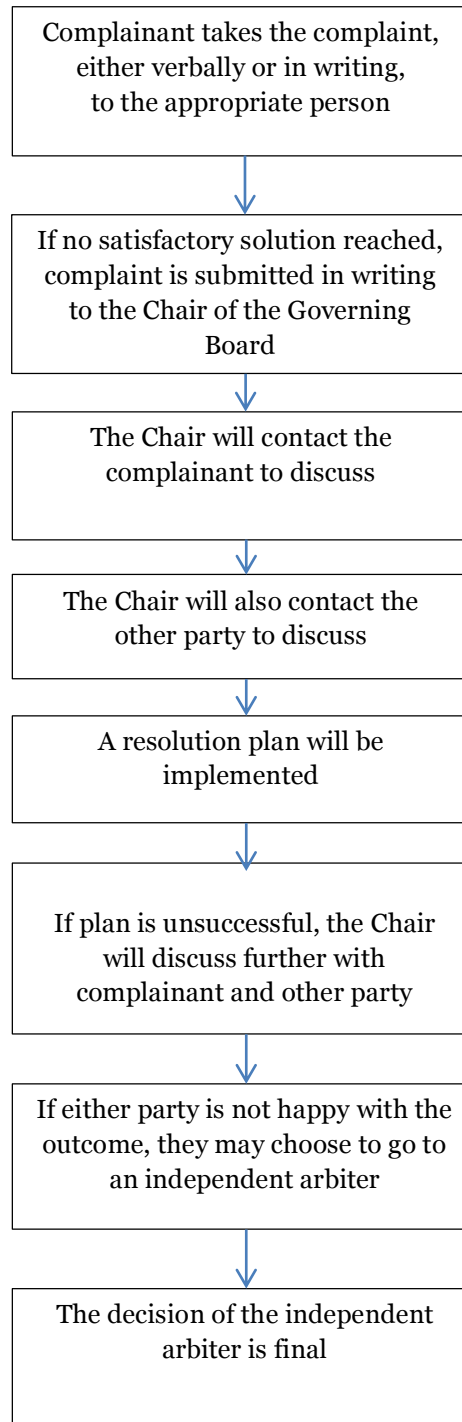 Complainant takes the complaint,
either verbally or in writing,
to the appropriate person
If no satisfactory solution reached,
complaint is submitted in writing
to the Chair of the Governing
Board
The Chair will contact the
complainant to discuss
The Chair will also contact the
other party to discuss
A resolution plan will be
implemented
If plan is unsuccessful, the Chair
will discuss further with
complainant and other party
If either party is not happy with the
outcome, they may choose to go to
an independent arbiter
The decision of the independent
arbiter is final